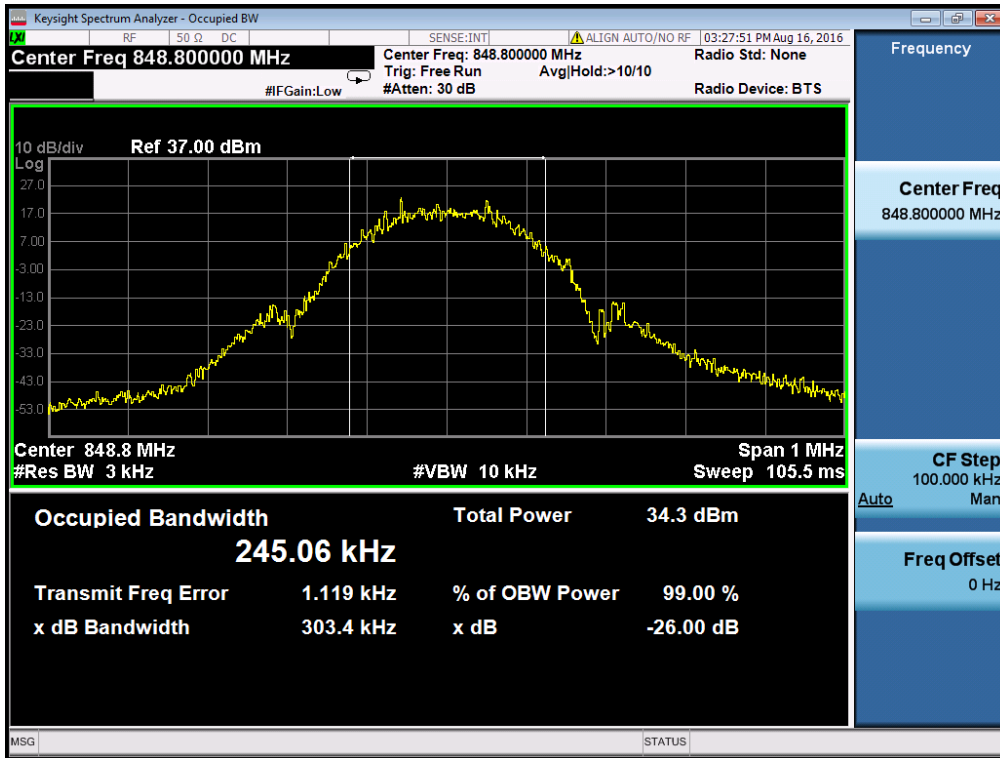 Keysight Spectrum Analyzer - Occupied BW
LXI RF 50 Ω DC SENSE:INT ALIGN AUTO/NO RF 03:27:51 PM Aug 16, 2016
Center Freq 848.800000 MHz
Center Freq: 848.800000 MHz Radio Std: None
Trig: Free Run Avg|Hold:>10/10
#IFGain:Low #Atten: 30 dB Radio Device: BTS
10 dB/div Ref 37.00 dBm
Log
27.0
17.0
7.00
-3.00
-13.0
-23.0
-33.0
-43.0
-53.0
Center 848.8 MHz Span 1 MHz
#Res BW 3 kHz #VBW 10 kHz Sweep 105.5 ms
Occupied Bandwidth Total Power 34.3 dBm
245.06 kHz
Transmit Freq Error 1.119 kHz % of OBW Power 99.00 %
x dB Bandwidth 303.4 kHz x dB -26.00 dB
MSG STATUS
Frequency
Center Freq
848.800000 MHz
CF Step
100.000 kHz
Auto Man
Freq Offset
0 Hz